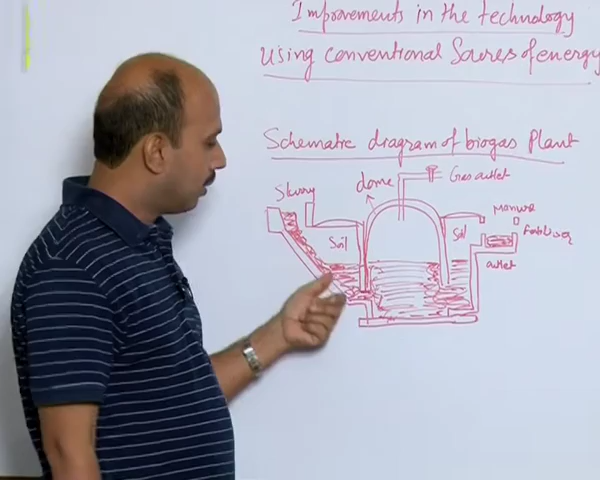 Improvements in the technology
Using conventional Sources of energy
Schematic diagram of biogas Plant
Slurry
dome
Gas outlet
Manure
Soil
Soil
outlet